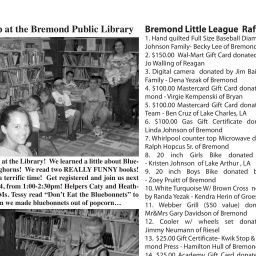 p at the Bremond Public Library
at the Library!  We learned a little about Blue-
ghorns!  We read two REALLY FUNNY books!
a terrific time!  Get registered and join us next
4, from 1:00-2:30pm! Helpers Caty and Heath-
Ms. Tessy read “Don’t Eat the Bluebonnets” to
n we made bluebonnets out of popcorn…
Bremond Little League  Raf
1. Hand quilted Full Size Baseball Diam
Johnson Family- Becky Lee of Bremond
2. $150.00 Wal-Mart Gift Card donated
Jo Walling of Reagan
3. Digital camera donated by Jim Bai
Family - Dena Yezak of Bremond
4. $100.00 Mastercard Gift Card donat
mond - Virgie Kempenski of Bryan
5. $100.00 Mastercard Gift Card donat
Team - Ben Cruz of Lake Charles, LA
6. $100.00 Gas Gift Certificate don
Linda Johnson of Bremond
7. Whirlpool counter top Microwave d
Ralph Hopcus Sr. of Bremond
8. 20 inch Girls Bike donated
- Kristen Johnson of Lake Arthur , LA
9. 20 inch Boys Bike donated b
- Zoey Pruitt of Bremond
10. White Turquoise W/ Brown Cross ne
by Randa Yezak - Kendra Herin of Groes
11. Webber Grill ($50 value) don
Mr&Mrs Gary Davidson of Bremond
12. Cooler w/ wheels set donat
Jimmy Neumann of Riesel
13. $25.00 Gift Certificate- Kwik Stop &
mond Press - Hamilton Hull of Bremond
14. $25.00 Academy Gift Card donate